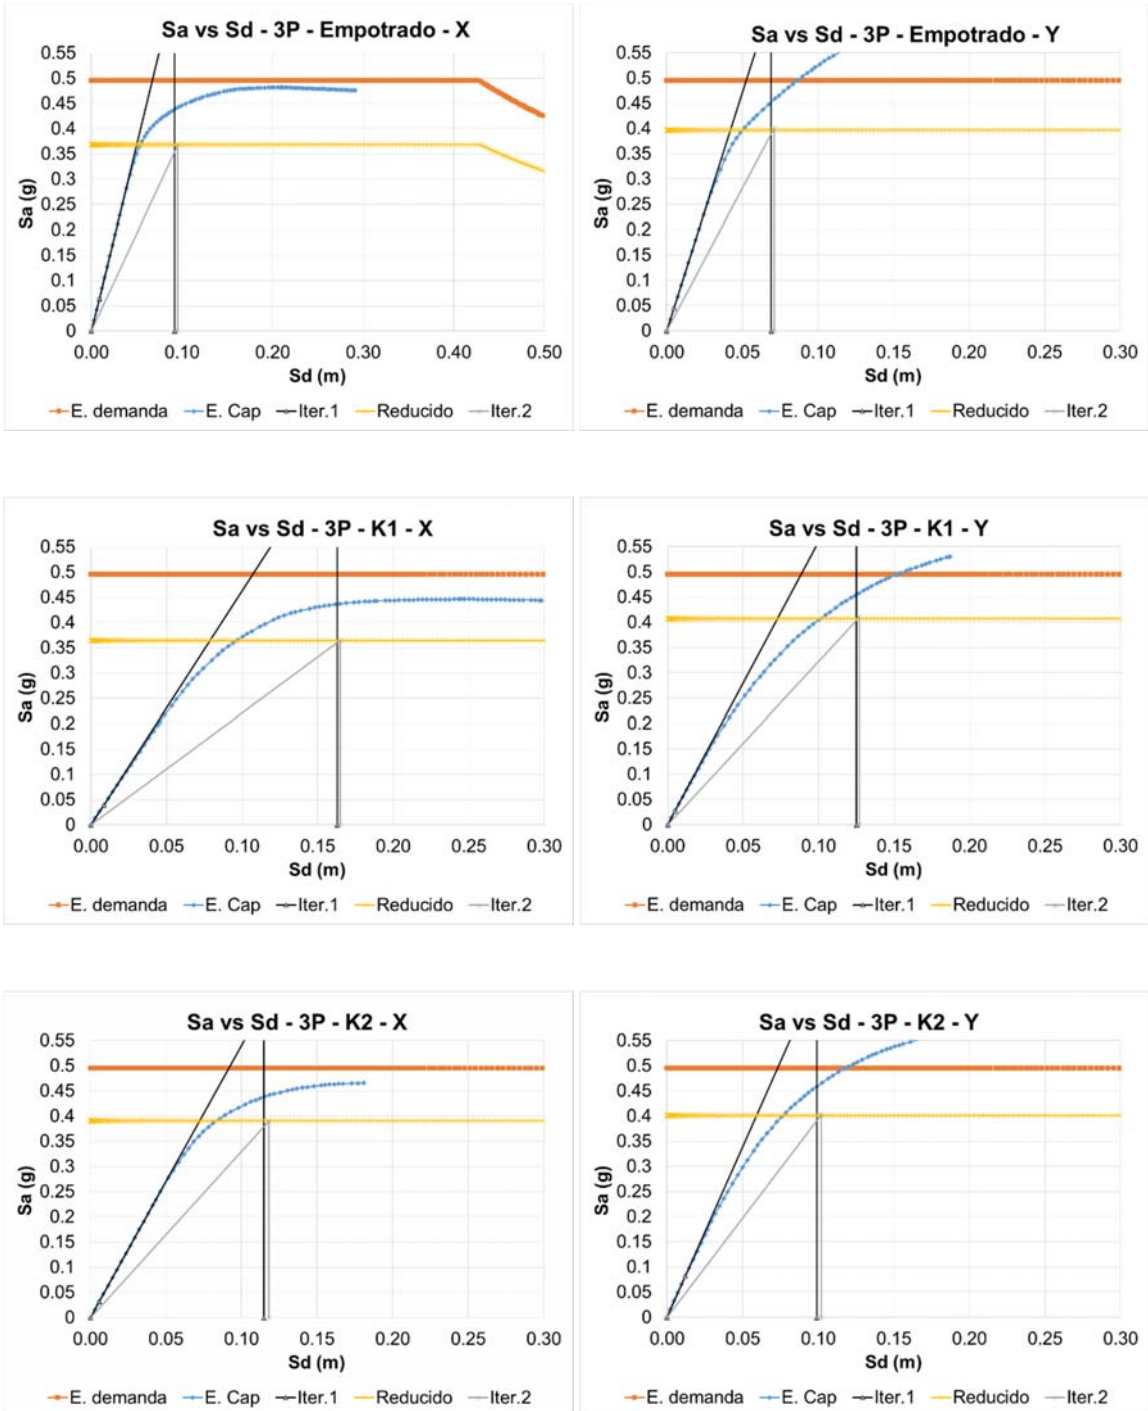 Sa vs Sd - 3P - Empotrado - X
0.55
0.5
0.45
0.4
0.35
0.3
0.25
0.2
0.15
0.1
0.05
0
Sa (g)
0.00 0.10 0.20 0.30 0.40 0.50
Sd (m)
E. demanda E. Cap Iter.1 Reducido Iter.2
Sa vs Sd - 3P - Empotrado - Y
0.55
0.5
0.45
0.4
0.35
0.3
0.25
0.2
0.15
0.1
0.05
0
Sa (g)
0.00 0.05 0.10 0.15 0.20 0.25 0.30
Sd (m)
E. demanda E. Cap Iter.1 Reducido Iter.2
Sa vs Sd - 3P - K1 - X
0.55
0.5
0.45
0.4
0.35
0.3
0.25
0.2
0.15
0.1
0.05
0
Sa (g)
0.00 0.05 0.10 0.15 0.20 0.25 0.30
Sd (m)
E. demanda E. Cap Iter.1 Reducido Iter.2
Sa vs Sd - 3P - K1 - Y
0.55
0.5
0.45
0.4
0.35
0.3
0.25
0.2
0.15
0.1
0.05
0
Sa (g)
0.00 0.05 0.10 0.15 0.20 0.25 0.30
Sd (m)
E. demanda E. Cap Iter.1 Reducido Iter.2
Sa vs Sd - 3P - K2 - X
0.55
0.5
0.45
0.4
0.35
0.3
0.25
0.2
0.15
0.1
0.05
0
Sa (g)
0.00 0.05 0.10 0.15 0.20 0.25 0.30
Sd (m)
E. demanda E. Cap Iter.1 Reducido Iter.2
Sa vs Sd - 3P - K2 - Y
0.55
0.5
0.45
0.4
0.35
0.3
0.25
0.2
0.15
0.1
0.05
0
Sa (g)
0.00 0.05 0.10 0.15 0.20 0.25 0.30
Sd (m)
E. demanda E. Cap Iter.1 Reducido Iter.2